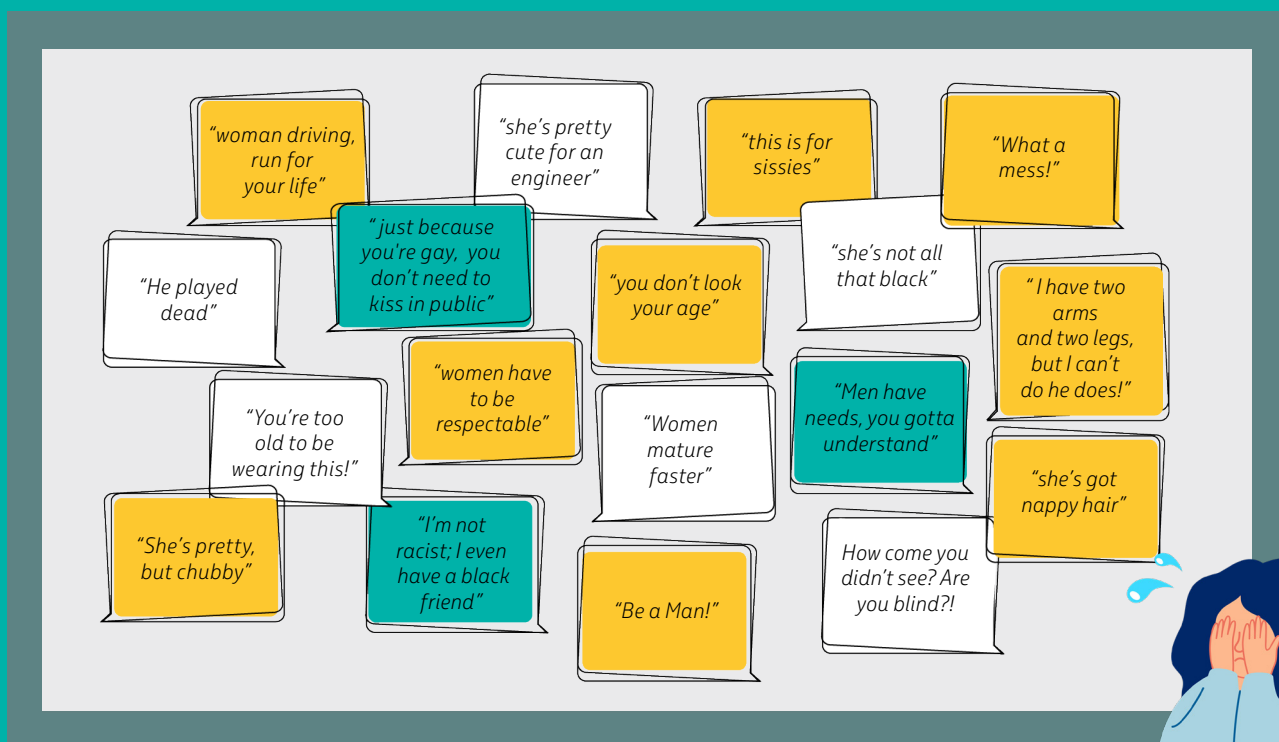 “woman driving,
run for
your life”
“she’s pretty
cute for an
engineer”
“this is for
sissies”
“What a
mess!”
“He played
dead”
“just because
you're gay, you
don’t need to
kiss in public”
“you don’t look
your age”
“she’s not all
that black”
“I have two
arms
and two legs,
but I can’t
do he does!”
“You’re too
old to be
wearing this!”
“women have
to be
respectable”
“Women
mature
faster”
“Men have
needs, you gotta
understand”
“she’s got
nappy hair”
“She’s pretty,
but chubby”
“I’m not
racist; I even
have a black
friend”
“Be a Man!”
How come you
didn’t see? Are
you blind?!